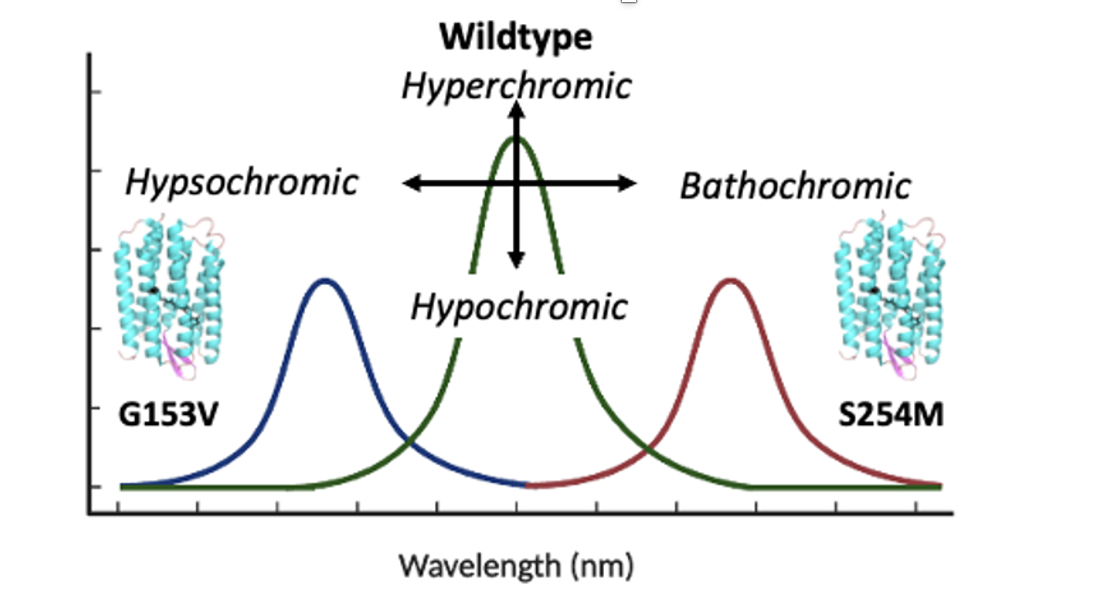 Wildtype
Hyperchromic
Hypsochromic
Bathochromic
Hypochromic
G153V
S254M
Wavelength (nm)